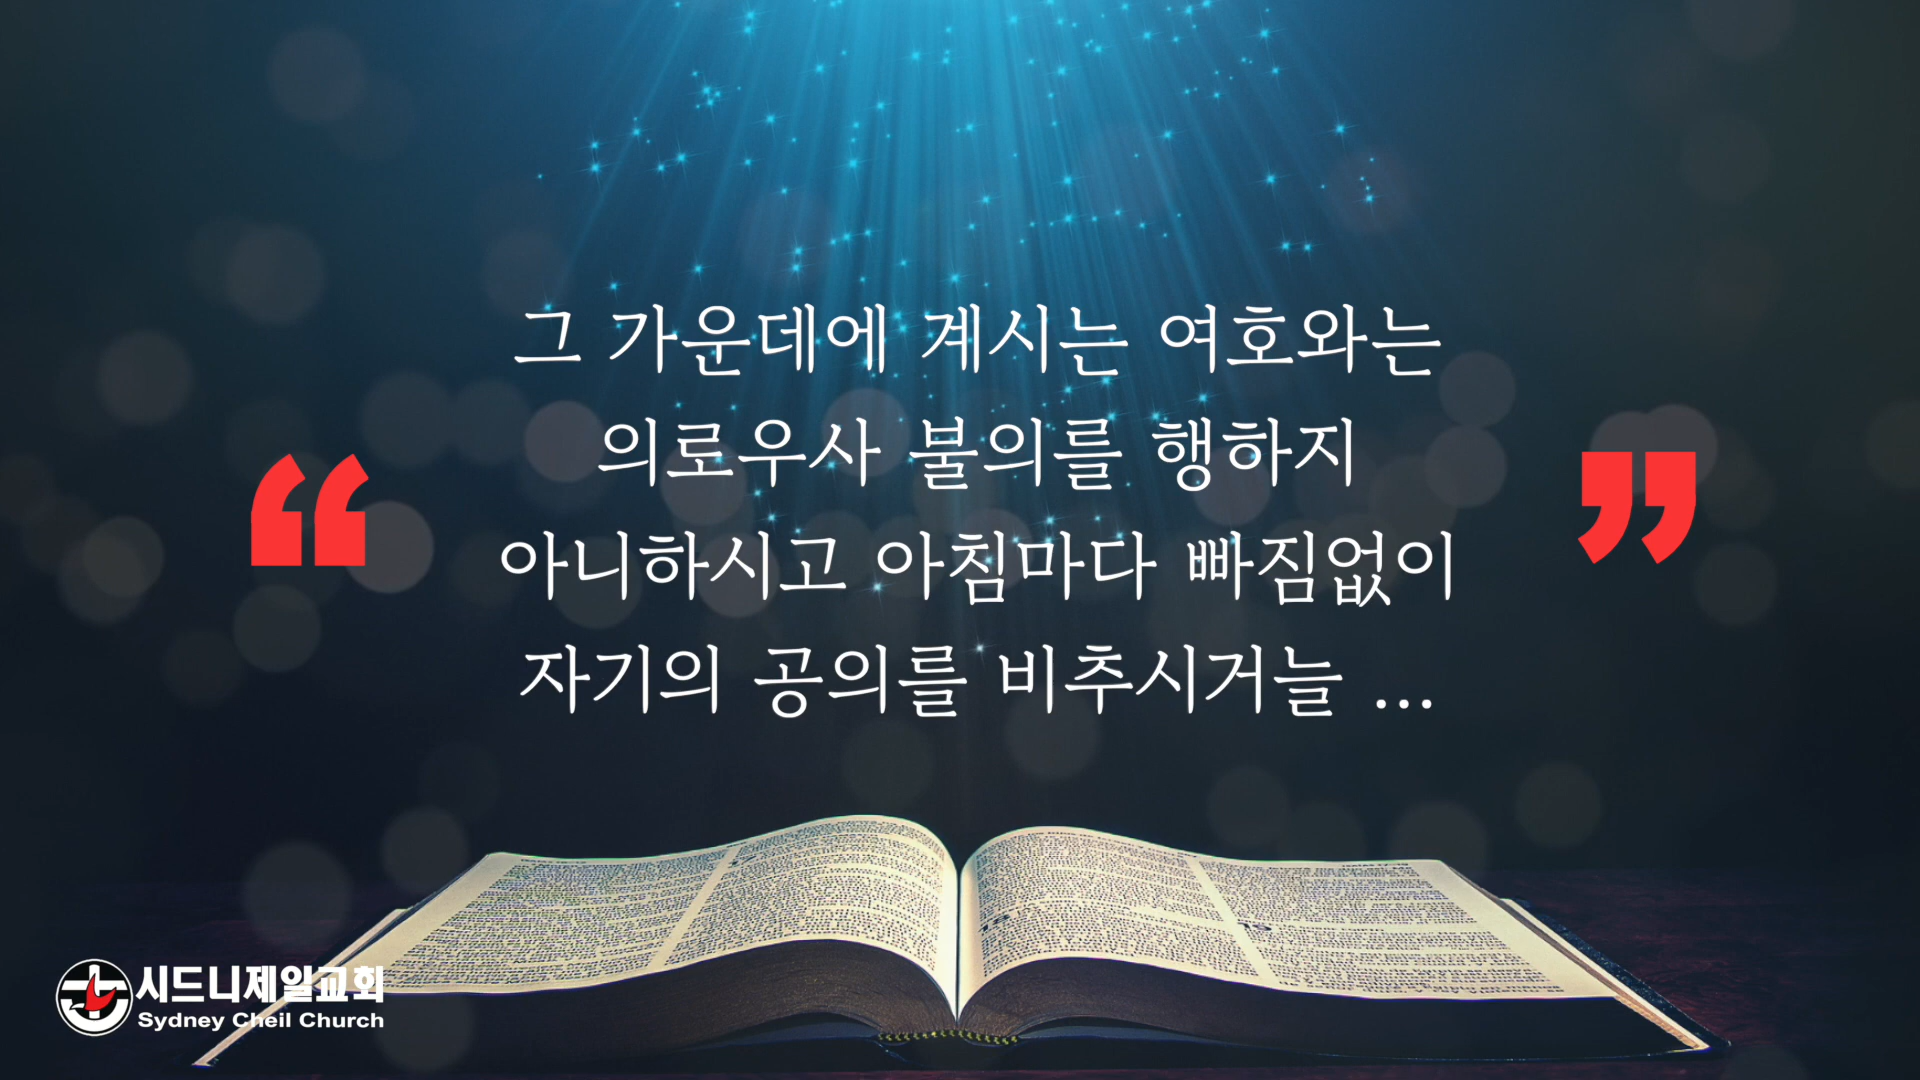 그 가운데에 계시는 여호와는
의로우사 불의를 행하지
“ ”
아니하시고 아침마다 빠짐없이
자기의 공의를 비추시거늘 ...
시드니제일교회
Sydney Cheil Church